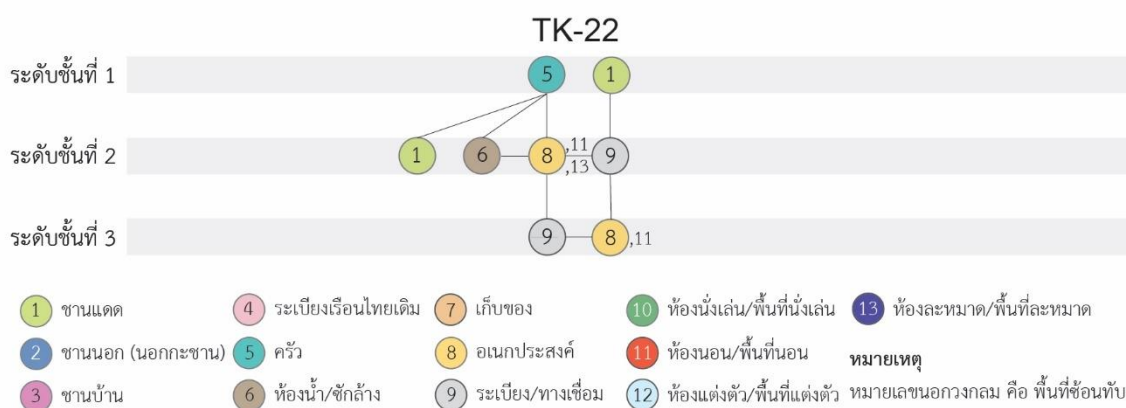 TK-22
ระดับชั้นที่ 1
5 1
ระดับชั้นที่ 2
1 6 8 ,11 ,13 9
ระดับชั้นที่ 3
9 8 ,11
1 ชานแดด
2 ชานนอก (นอกกะชาน)
3 ชานบ้าน
4 ระเบียงเรือนไทยเดิม
5 ครัว
6 ห้องน้ำ/ซักล้าง
7 เก็บของ
8 อเนกประสงค์
9 ระเบียง/ทางเชื่อม
10 ห้องนั่งเล่น/พื้นที่นั่งเล่น
11 ห้องนอน/พื้นที่นอน
12 ห้องแต่งตัว/พื้นที่แต่งตัว
13 ห้องละหมาด/พื้นที่ละหมาด
หมายเหตุ
หมายเลขนอกวงกลม คือ พื้นที่ซ้อนทับ